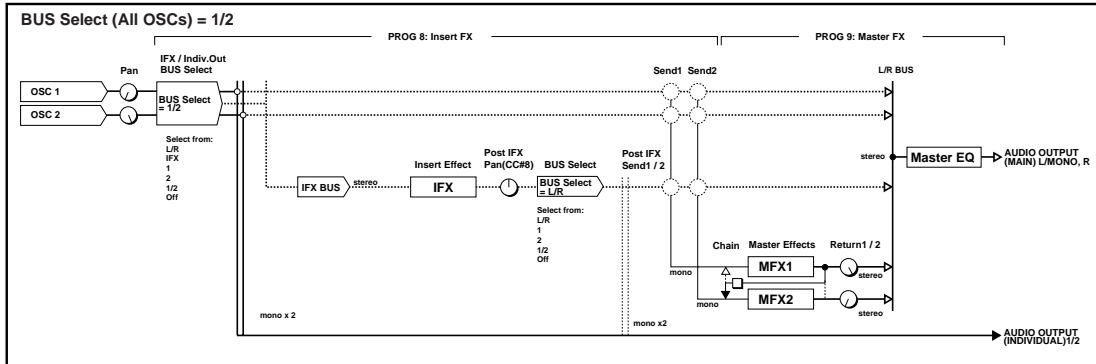 BUS Select (All OSCs) = 1/2
PROG 8: Insert FX
PROG 9: Master FX
IFX / Indiv.Out
BUS Select
Pan
Send1 Send2
L/R BUS
OSC 1
OSC 2
BUS Select
= 1/2
Select from:
L/R
IFX
1
2
1/2
Off
IFX BUS
stereo
Insert Effect
IFX
Post IFX
Pan(CC#8)
BUS Select
BUS Select
= L/R
Select from:
L/R
1
2
1/2
Off
Post IFX
Send1 / 2
stereo
Master EQ
AUDIO OUTPUT
(MAIN) L/MONO, R
Chain
Master Effects
Return1 / 2
mono
MFX1
stereo
mono
MFX2
stereo
mono x 2
mono x2
AUDIO OUTPUT
(INDIVIDUAL)1/2